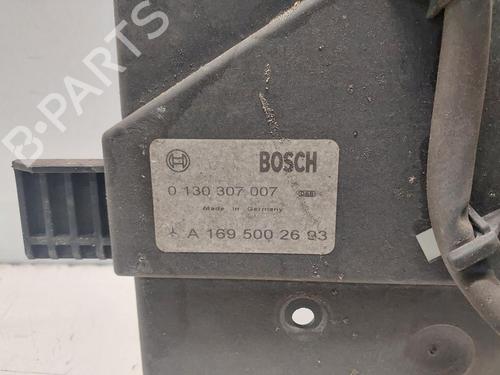 B-PARTS
BOSCH
0 130 307 007
Made in Germany
A 169 500 26 93